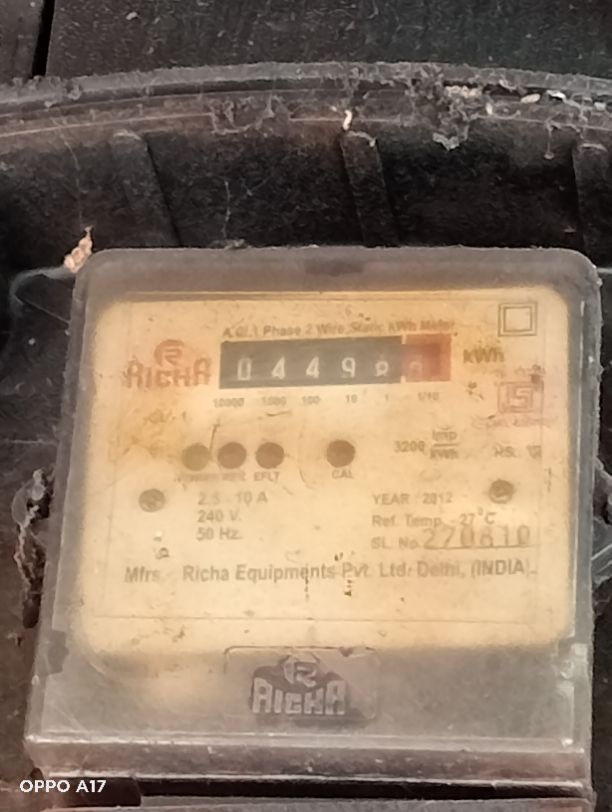 A.C. 1 Phase 2 Wire Static kWh Meter
RICHA
kWh
10000 1000 100 10 1 1/10
3200 imp/kWh
EFLT CAL
2.5 - 10 A
240 V.
50 Hz.
YEARS: 2012
Ref. Temp. - 27°C
SL. No. 270810
Mfrs. Richa Equipments Pvt. Ltd. Delhi, (INDIA)
RICHA
OPPO A17